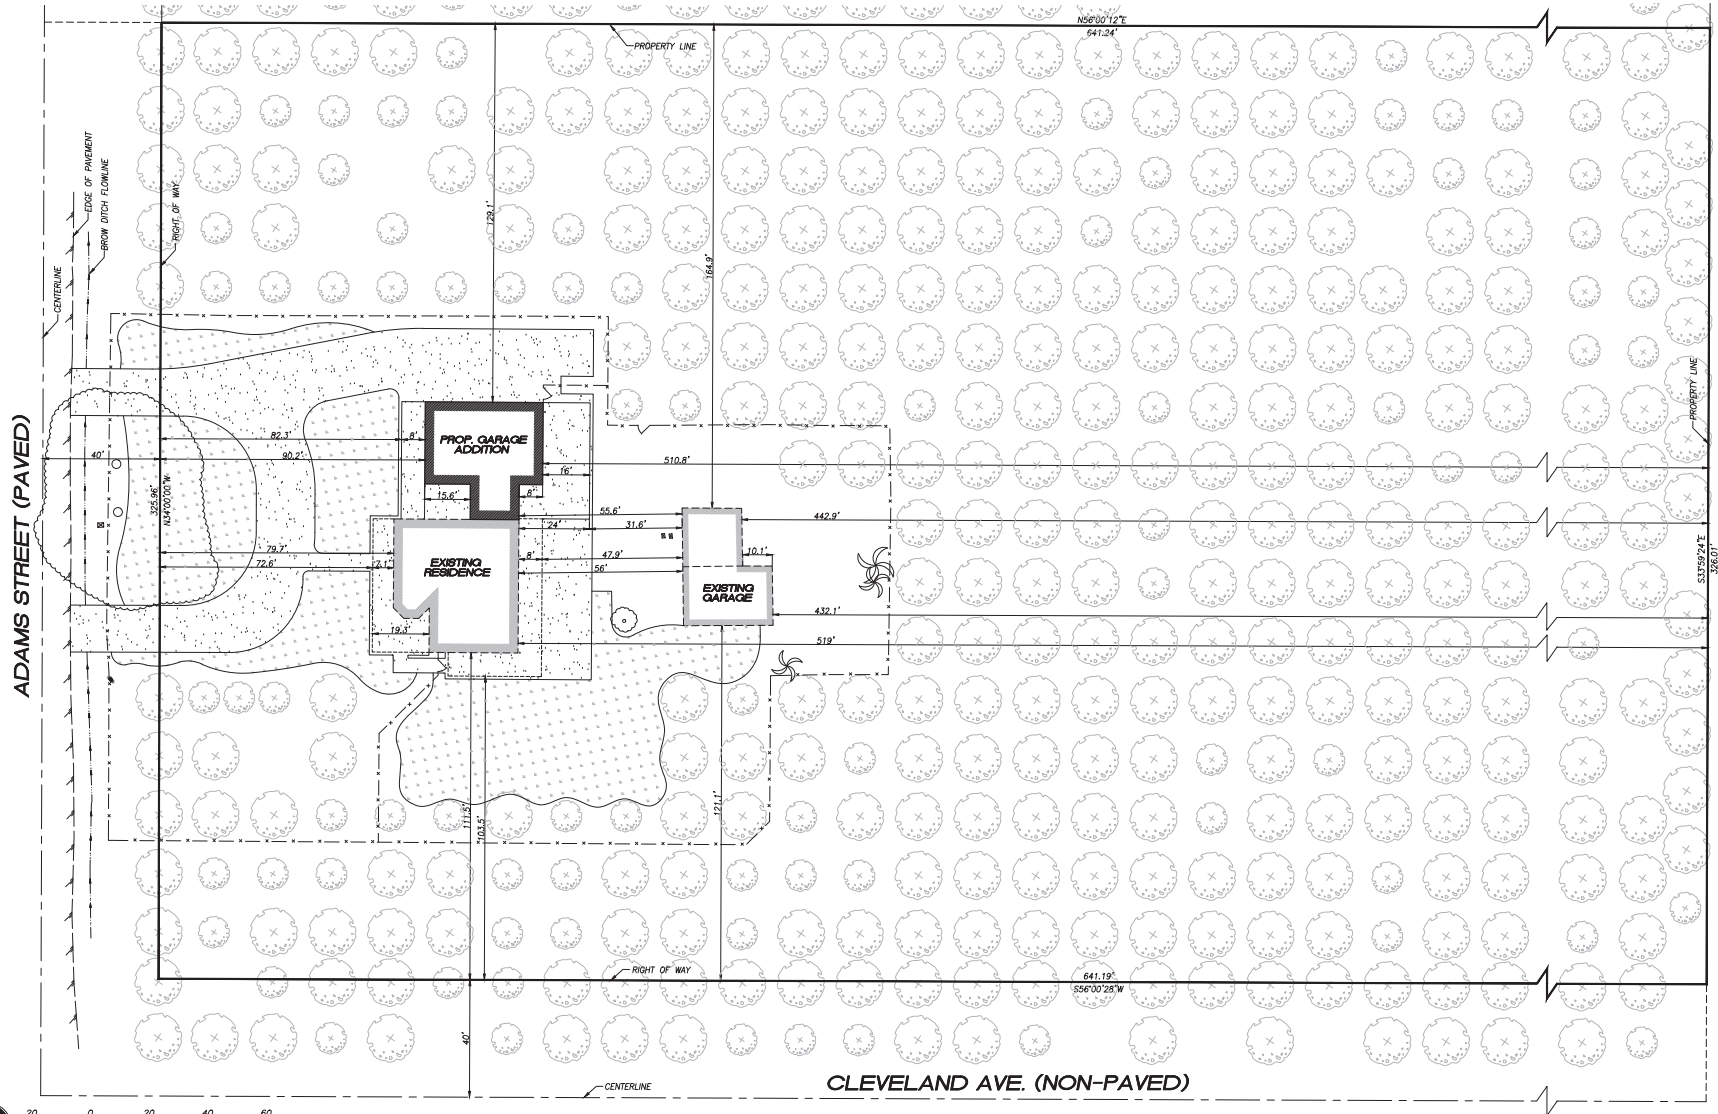 N56°00'12"E
641.24'
PROPERTY LINE
EDGE OF PAVEMENT
BROW DITCH FLOWLINE
RIGHT OF WAY
CENTERLINE
129.1'
164.9'
PROPERTY LINE
ADAMS STREET (PAVED)
PROP. GARAGE
ADDITION
82.3'
8'
40'
90.2'
510.8'
16'
325.96'
N34°00'00"W
15.6'
8'
55.6'
24'
31.6'
442.9'
79.7'
72.6'
7.1'
EXISTING
RESIDENCE
8'
47.9'
56'
10.1'
EXISTING
GARAGE
S33°59'24"E
326.01'
432.1'
19.3'
519'
111.5'
103.5'
121.1'
RIGHT OF WAY
641.19'
S56°00'28"W
40'
CENTERLINE
CLEVELAND AVE. (NON-PAVED)
20 0 20 40 60